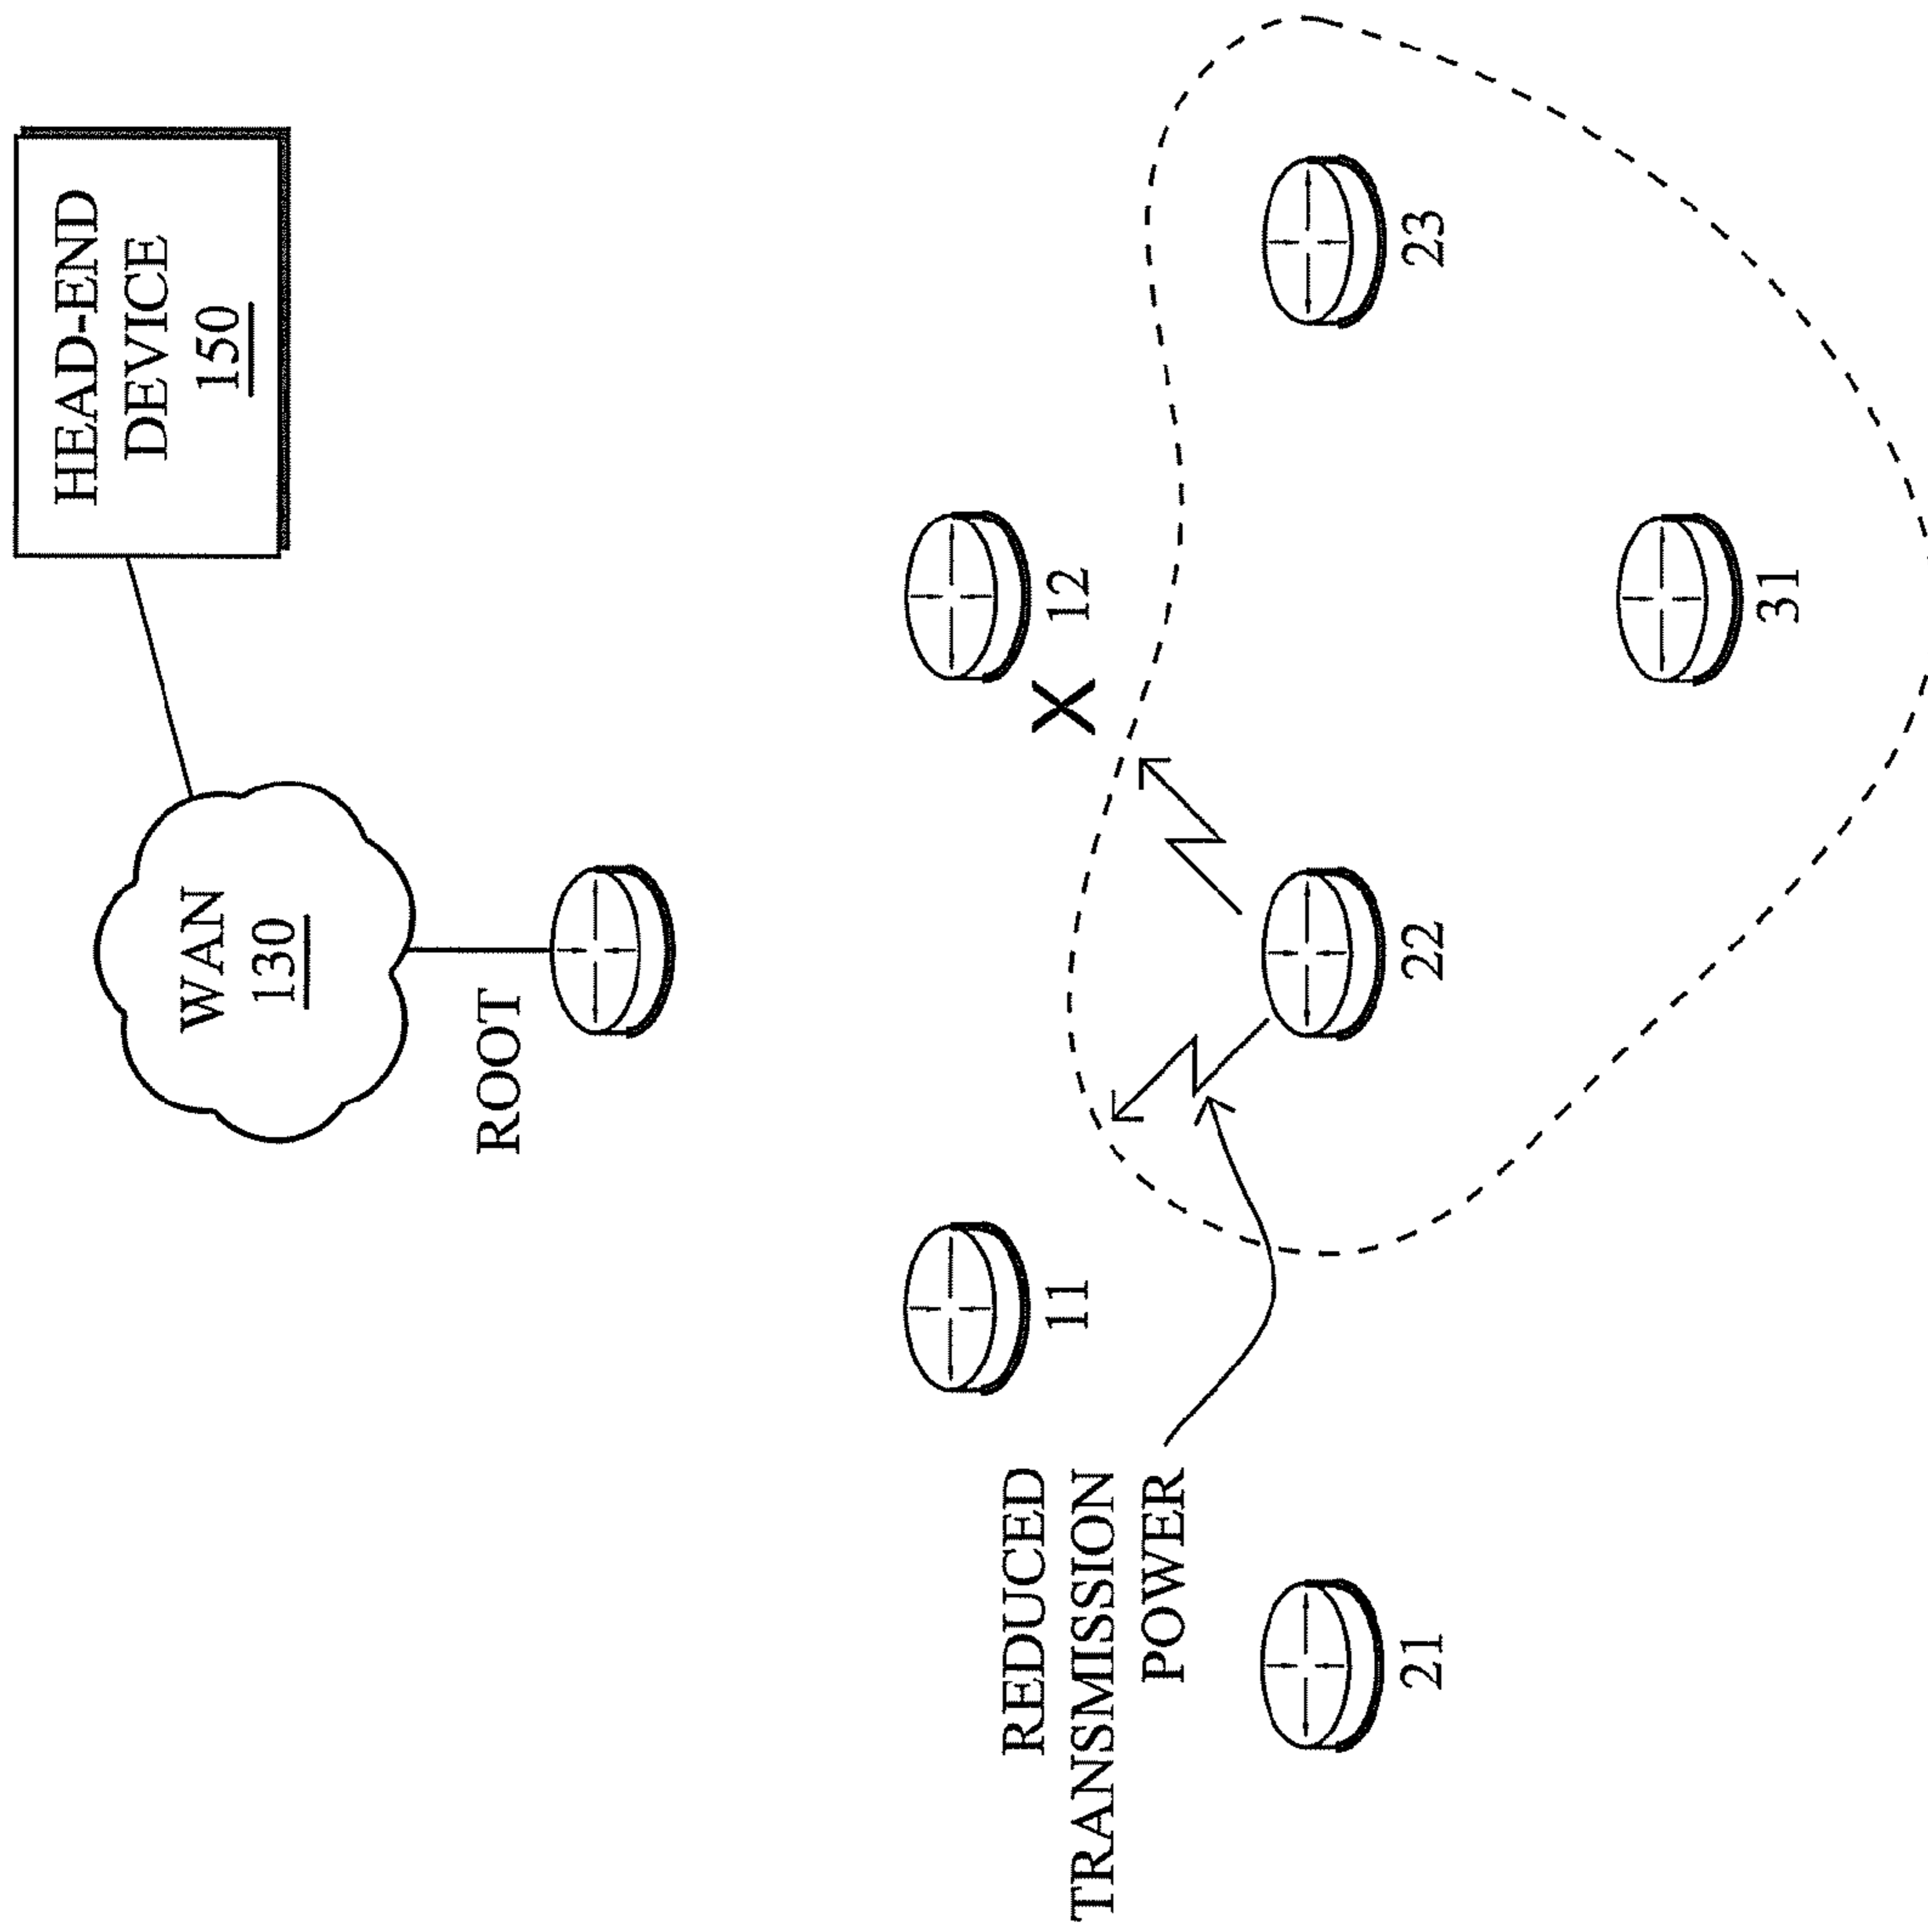 HEAD-END
DEVICE
150
WAN
130
ROOT
12
X
11
REDUCED
TRANSMISSION
POWER
23
22
21
31